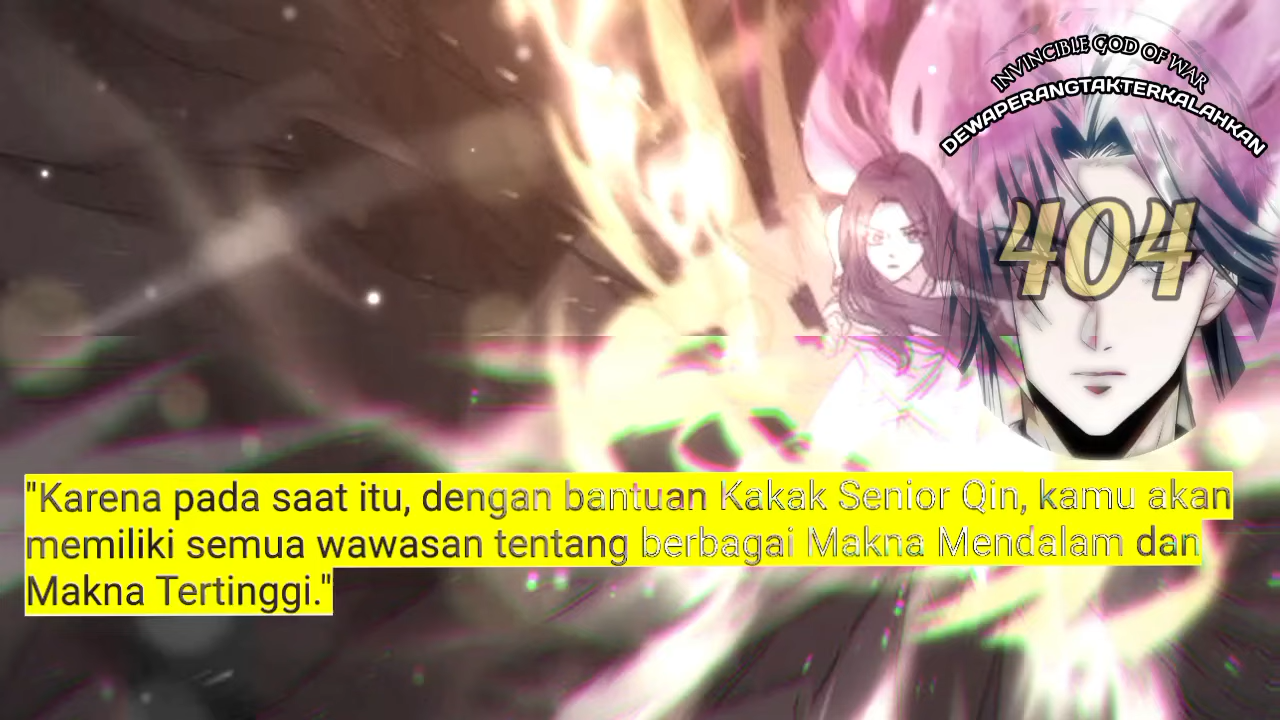 INVINCIBLE GOD OF WAR
DEWAPERANGTAKTERKALAHKAN
404
"Karena pada saat itu, dengan bantuan Kakak Senior Qin, kamu akan
memiliki semua wawasan tentang berbagai Makna Mendalam dan
Makna Tertinggi."